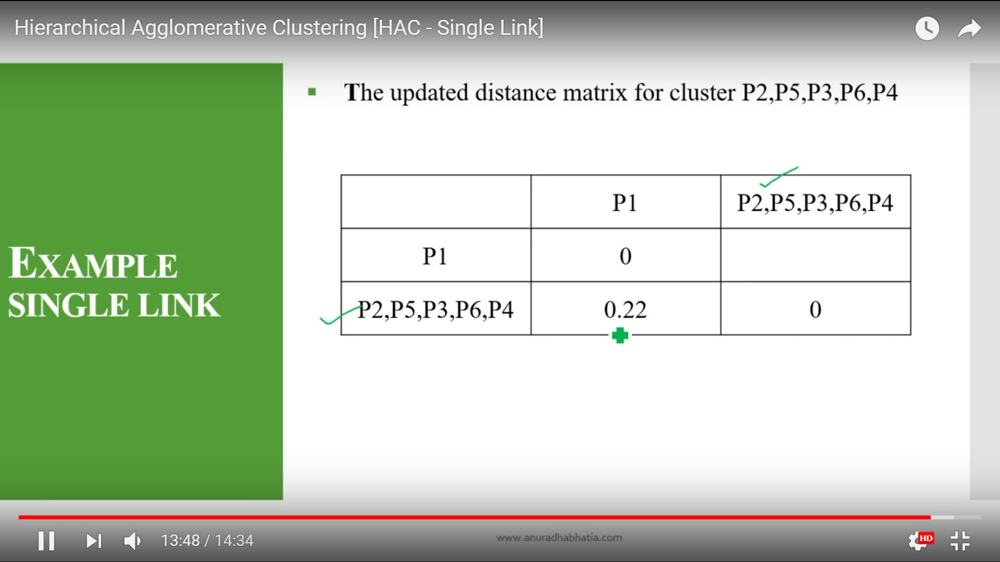 Hierarchical Agglomerative Clustering [HAC - Single Link]
The updated distance matrix for cluster P2,P5,P3,P6,P4
EXAMPLE
SINGLE LINK
P1 P2,P5,P3,P6,P4
P1 0
P2,P5,P3,P6,P4 0.22 0
13:48 / 14:34
www.anuradhabhatia.com
HD